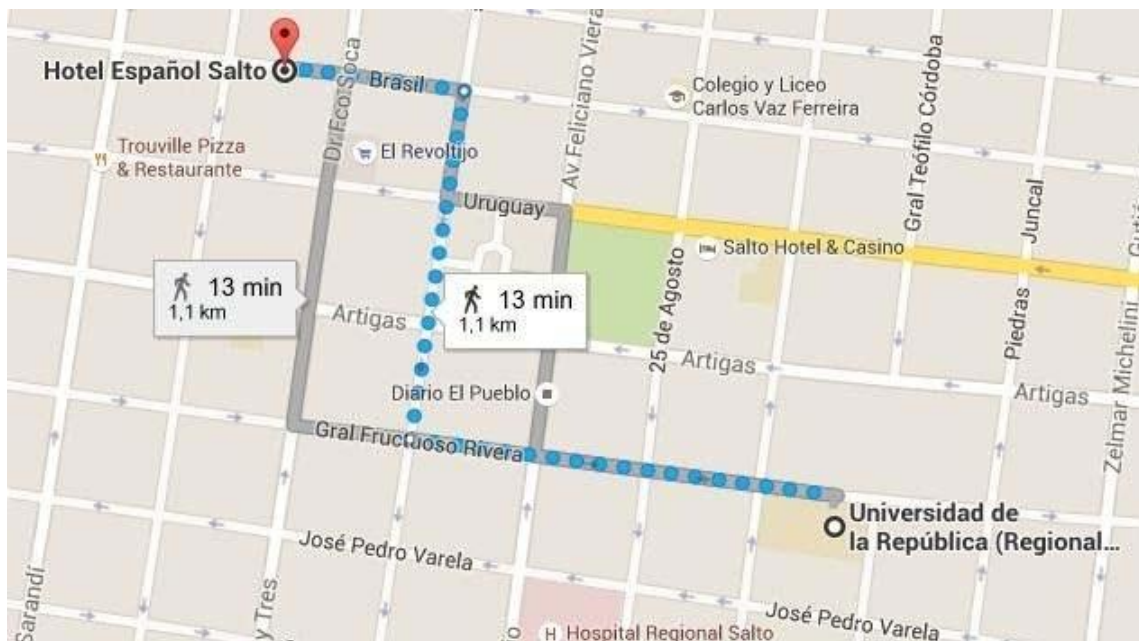 Hotel Español Salto
Brasil
Dr Fco Soca
Av Feliciano Viera
Colegio y Liceo
Carlos Vaz Ferreira
Gral Teófilo Córdoba
Trouville Pizza
& Restaurante
El Revoltijo
Uruguay
Salto Hotel & Casino
Juncal
13 min
1,1 km
13 min
1,1 km
Artigas
25 de Agosto
Artigas
Piedras
Artigas
Zelmar Michelini
Diario El Pueblo
Gral Fructuoso Rivera
Universidad de
la República (Regional...
José Pedro Varela
José Pedro Varela
Sarandí
y Tres
H Hospital Regional Salto